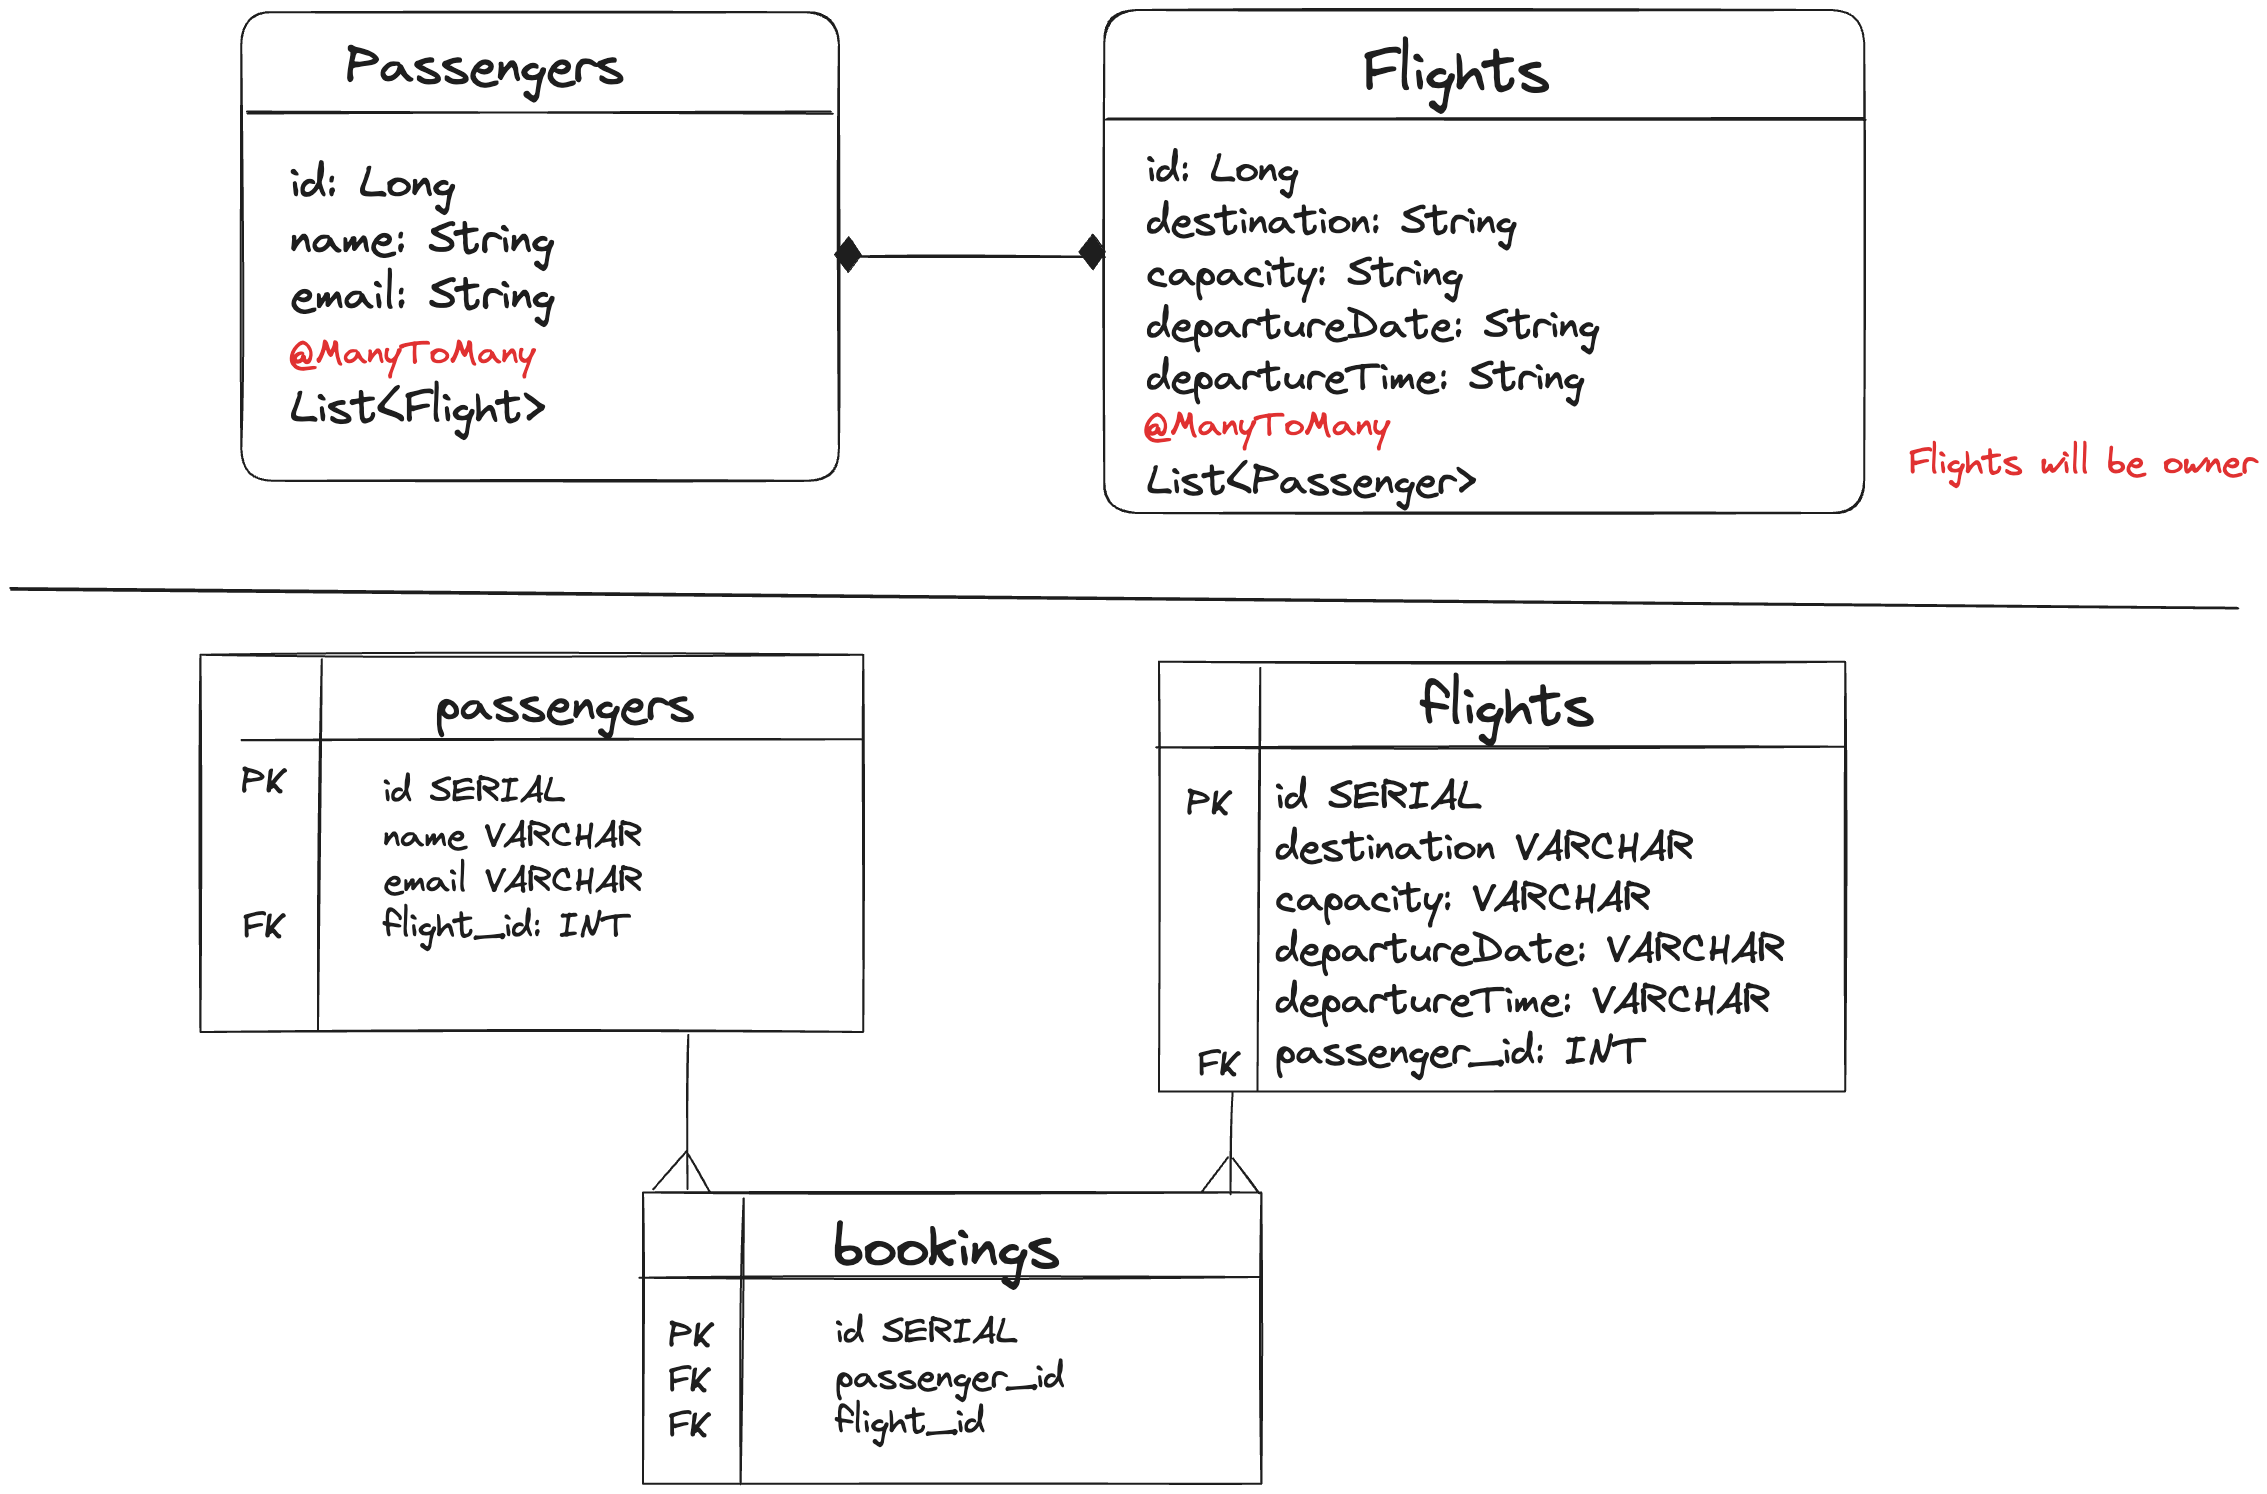 Passengers
id: Long
name: String
email: String
@ManyToMany
List<Flight>
Flights
id: Long
destination: String
capacity: String
departureDate: String
departureTime: String
@ManyToMany
List<Passenger>
Flights will be owner
passengers
PK id SERIAL
name VARCHAR
email VARCHAR
FK flight_id: INT
flights
PK id SERIAL
destination VARCHAR
capacity: VARCHAR
departureDate: VARCHAR
departureTime: VARCHAR
FK passenger_id: INT
bookings
PK id SERIAL
FK passenger_id
FK flight_id